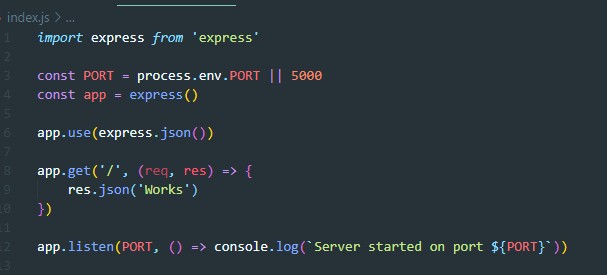 index.js > ...
1 import express from 'express'
2
3 const PORT = process.env.PORT || 5000
4 const app = express()
5
6 app.use(express.json())
7
8 app.get('/', (req, res) => {
9 res.json('Works')
10 })
11
12 app.listen(PORT, () => console.log(`Server started on port ${PORT}`))
13